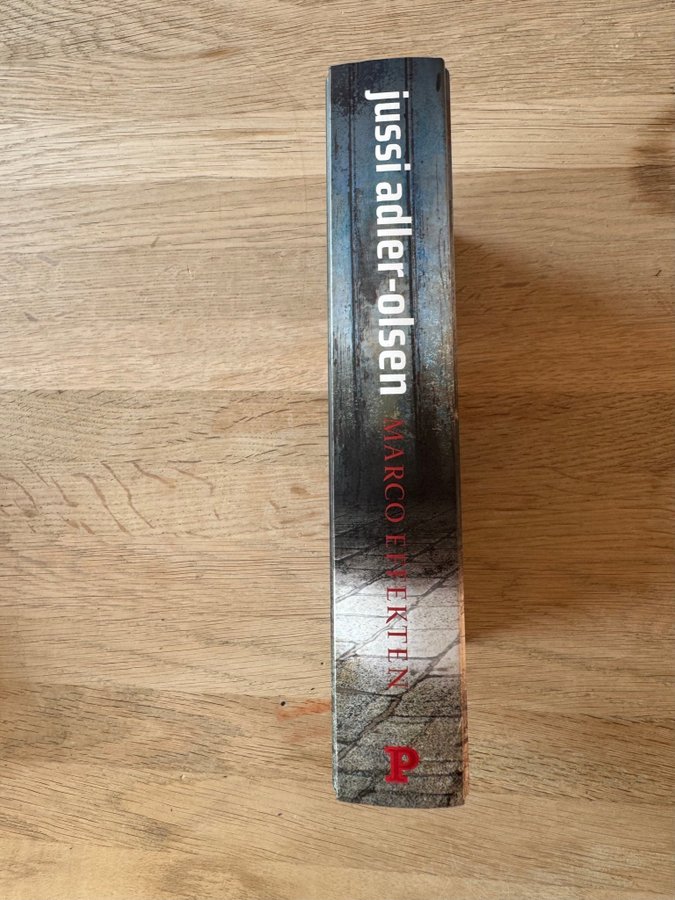 jussi adler-olsen
MARCO EFFEKTEN
P